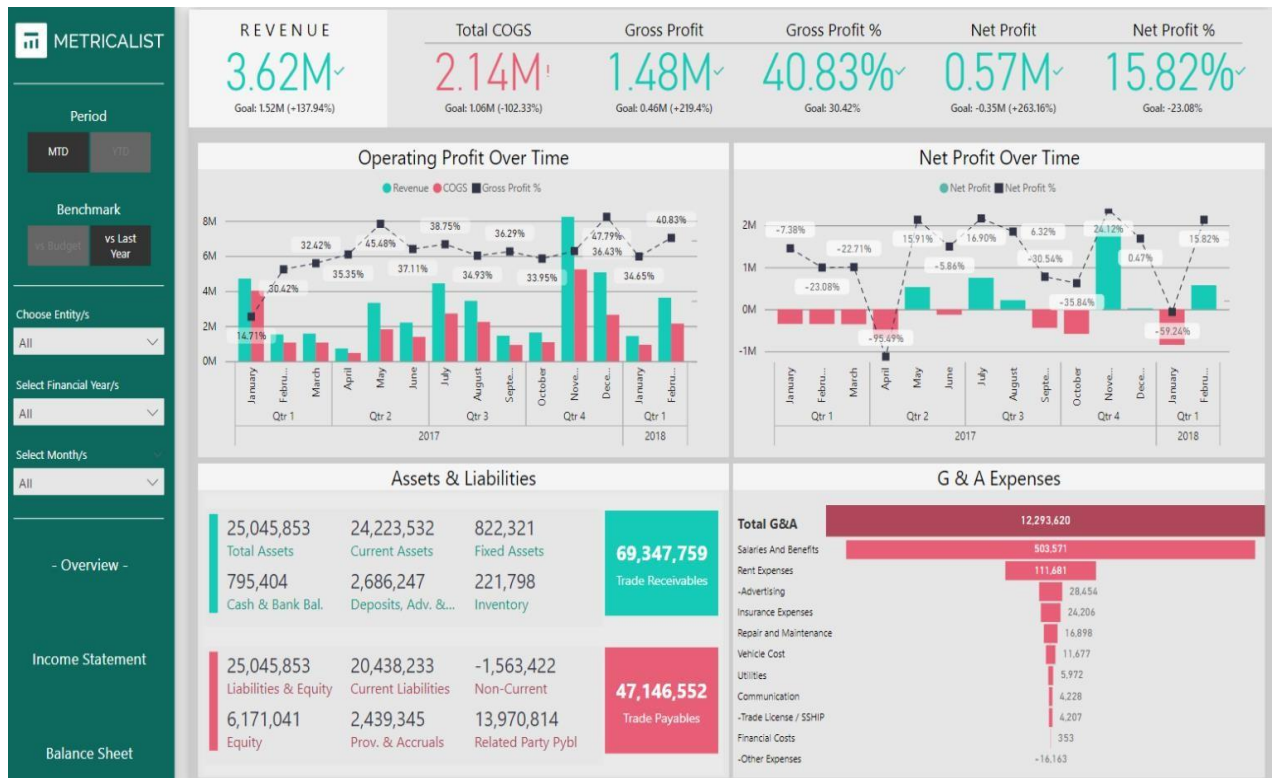 METRICALIST
Period
MTD
YTD
Benchmark
vs Budget
vs Last
Year
Choose Entity/s
All
Select Financial Year/s
All
Select Month/s
All
- Overview -
Income Statement
Balance Sheet
REVENUE
3.62M
Goal: 1.52M (+137.94%)
Total COGS
2.14M!
Goal: 1.06M (-102.33%)
Gross Profit
1.48M
Goal: 0.46M (+219.4%)
Gross Profit %
40.83%
Goal: 30.42%
Net Profit
0.57M
Goal: -0.35M (+263.16%)
Net Profit %
15.82%
Goal: -23.08%
Operating Profit Over Time
Revenue COGS Gross Profit %
8M
6M
4M
2M
0M
14.71%
30.42%
32.42%
35.35%
45.48%
37.11%
38.75%
34.93%
36.29%
33.95%
36.43%
47.79%
34.65%
40.83%
January Febru... March April May June July August Septe... October Nove... Dece... January Febru...
Qtr 1 Qtr 2 Qtr 3 Qtr 4 Qtr 1
2017 2018
Net Profit Over Time
Net Profit Net Profit %
2M
1M
0M
-1M
-7.38%
-23.08%
-22.71%
-95.49%
15.91%
-5.86%
16.90%
6.32%
-30.54%
-35.84%
24.12%
0.47%
-59.24%
15.82%
January Febru... March April May June July August Septe... October Nove... Dece... January Febru...
Qtr 1 Qtr 2 Qtr 3 Qtr 4 Qtr 1
2017 2018
Assets & Liabilities
25,045,853 24,223,532 822,321
Total Assets Current Assets Fixed Assets
795,404 2,686,247 221,798
Cash & Bank Bal. Deposits, Adv. &... Inventory
69,347,759
Trade Receivables
25,045,853 20,438,233 -1,563,422
Liabilities & Equity Current Liabilities Non-Current
6,171,041 2,439,345 13,970,814
Equity Prov. & Accruals Related Party Pybl
47,146,552
Trade Payables
G & A Expenses
Total G&A 12,293,620
Salaries And Benefits 503,571
Rent Expenses 111,681
-Advertising 28,454
Insurance Expenses 24,206
Repair and Maintenance 16,898
Vehicle Cost 11,677
Utilities 5,972
Communication 4,228
-Trade License / SSHIP 4,207
Financial Costs 353
-Other Expenses -16,163